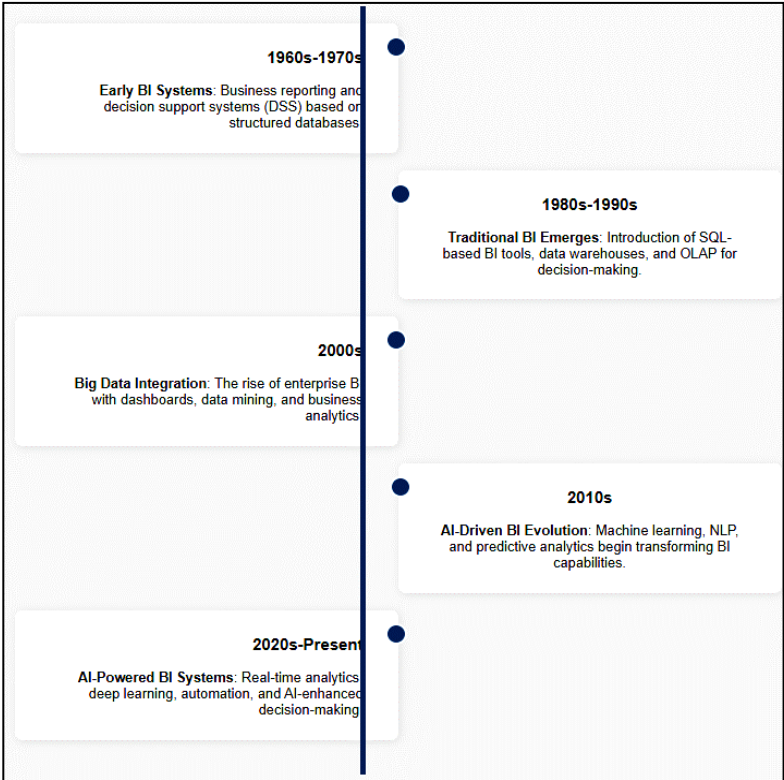 1960s-1970s
Early BI Systems: Business reporting and
decision support systems (DSS) based on
structured databases.
1980s-1990s
Traditional BI Emerges: Introduction of SQL-
based BI tools, data warehouses, and OLAP for
decision-making.
2000s
Big Data Integration: The rise of enterprise BI
with dashboards, data mining, and business
analytics.
2010s
AI-Driven BI Evolution: Machine learning, NLP,
and predictive analytics begin transforming BI
capabilities.
2020s-Present
AI-Powered BI Systems: Real-time analytics,
deep learning, automation, and AI-enhanced
decision-making.